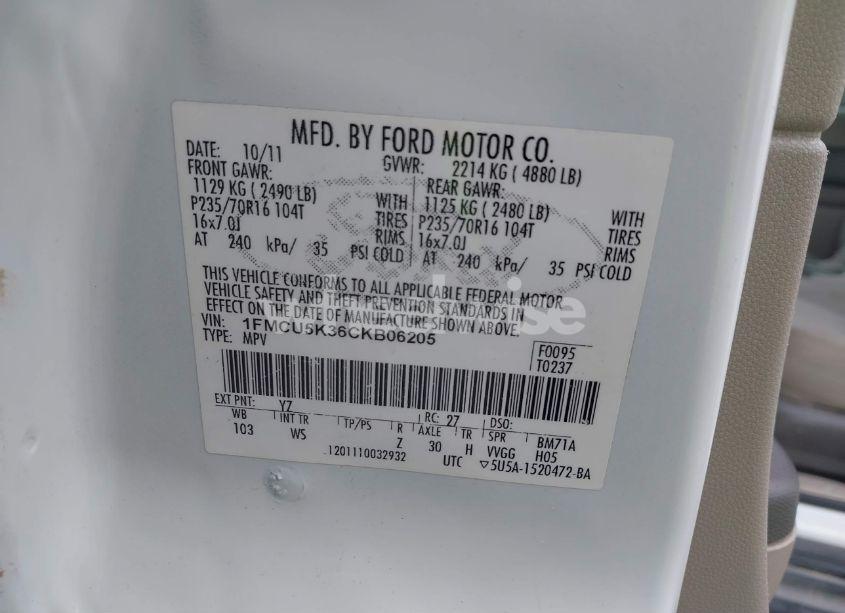 MFD. BY FORD MOTOR CO.
DATE: 10/11 GVWR: 2214 KG ( 4880 LB)
FRONT GAWR: REAR GAWR:
1129 KG ( 2490 LB) WITH 1125 KG ( 2480 LB) WITH
P235/70R16 104T TIRES P235/70R16 104T TIRES
16x7.0J RIMS 16x7.0J RIMS
AT 240 kPa/ 35 PSI COLD AT 240 kPa/ 35 PSI COLD
THIS VEHICLE CONFORMS TO ALL APPLICABLE FEDERAL MOTOR
VEHICLE SAFETY AND THEFT PREVENTION STANDARDS IN
EFFECT ON THE DATE OF MANUFACTURE SHOWN ABOVE.
VIN: 1FMCU5K36CKB06205
TYPE: MPV
F0095
T0237
EXT PNT: YZ RC: 27 DSO:
WB INT TR TP/PS R AXLE TR SPR BM71A
103 WS Z 30 H VVGG H05
.1201110032932 UTC ▽5U5A-1520472-BA